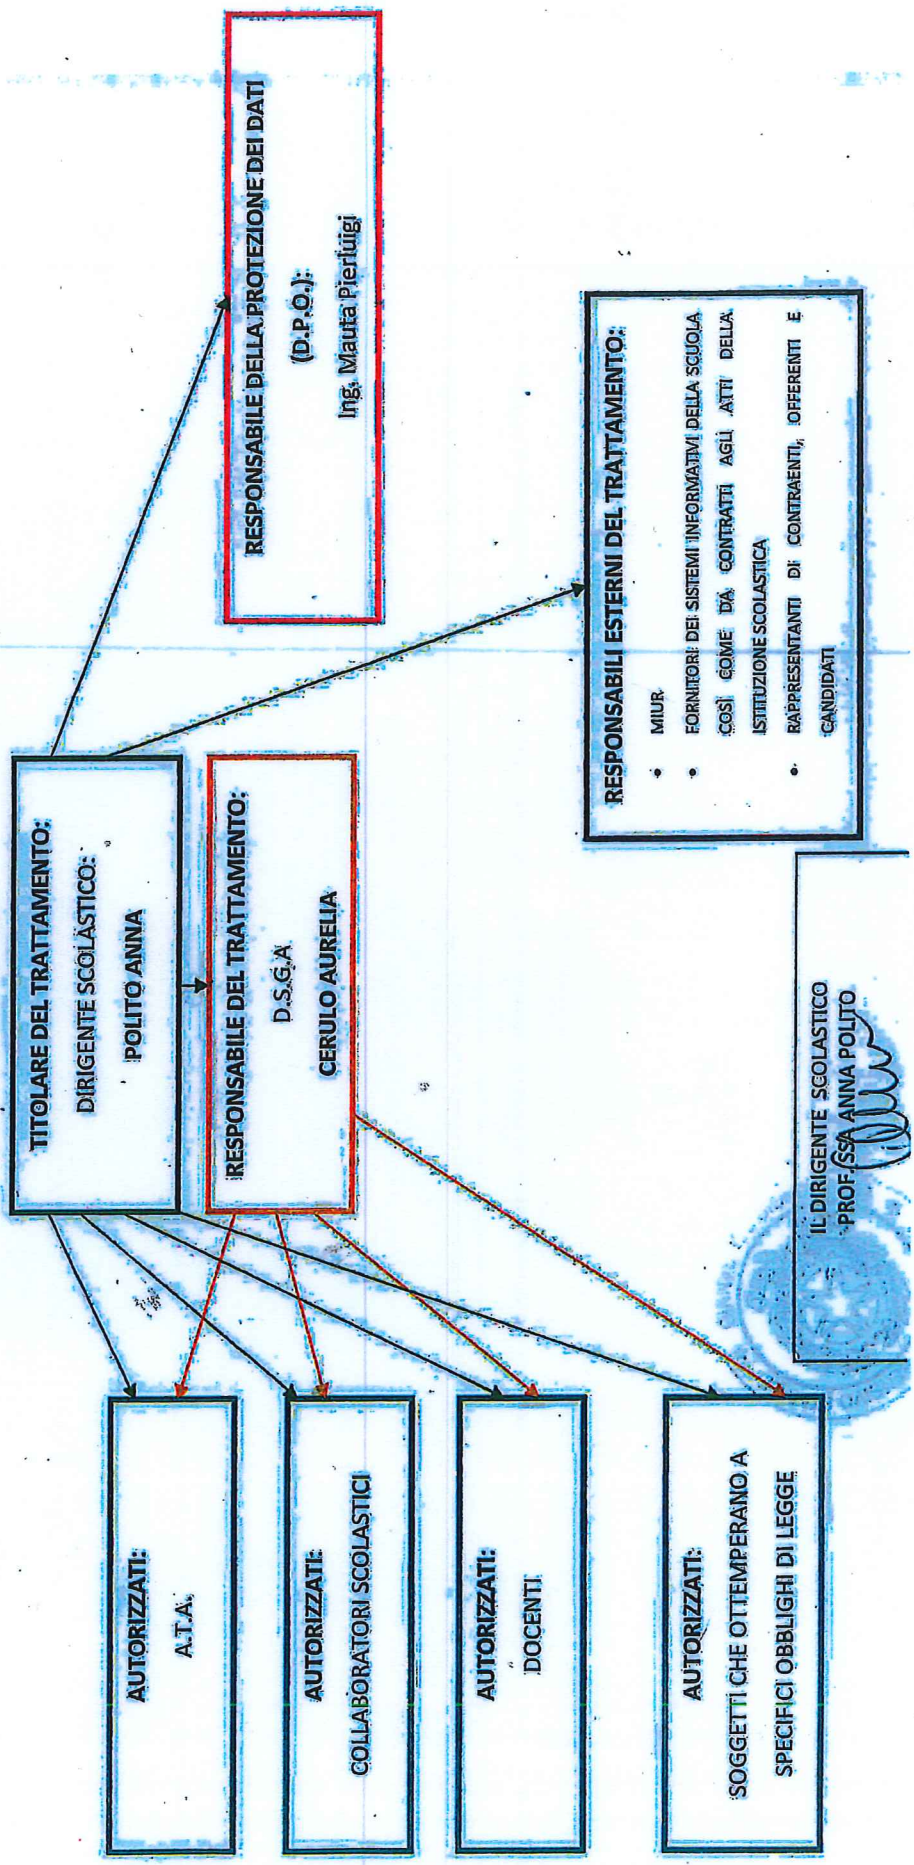 TITOLARE DEL TRATTAMENTO:
DIRIGENTE SCOLASTICO:
POLITO ANNA
RESPONSABILE DEL TRATTAMENTO:
D.S.G.A
CERULO AURELIA
RESPONSABILE DELLA PROTEZIONE DEI DATI
(D.P.O.):
Ing. Mauta Pierluigi
AUTORIZZATI:
A.T.A.
AUTORIZZATI:
COLLABORATORI SCOLASTICI
AUTORIZZATI:
DOCENTI
AUTORIZZATI:
SOGGETTI CHE OTTEMPERANO A
SPECIFICI OBBLIGHI DI LEGGE
RESPONSABILI ESTERNI DEL TRATTAMENTO:
• MIUR
• FORNITORI DEI SISTEMI INFORMATIVI DELLA SCUOLA
COSÌ COME DA CONTRATTI AGLI ATTI DELLA
ISTITUZIONE SCOLASTICA
• RAPPRESENTANTI DI CONTRAENTI, OFFERENTI E
CANDIDATI
IL DIRIGENTE SCOLASTICO
PROF.SSA ANNA POLITO